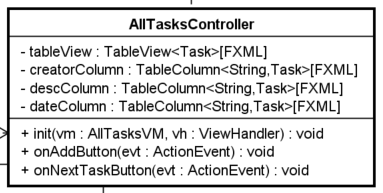 AllTasksController
- tableView : TableView<Task>[FXML]
- creatorColumn : TableColumn<String,Task>[FXML]
- descColumn : TableColumn<String,Task>[FXML]
- dateColumn : TableColumn<String,Task>[FXML]
+ init(vm : AllTasksVM, vh : ViewHandler) : void
+ onAddButton(evt : ActionEvent) : void
+ onNextTaskButton(evt : ActionEvent) : void